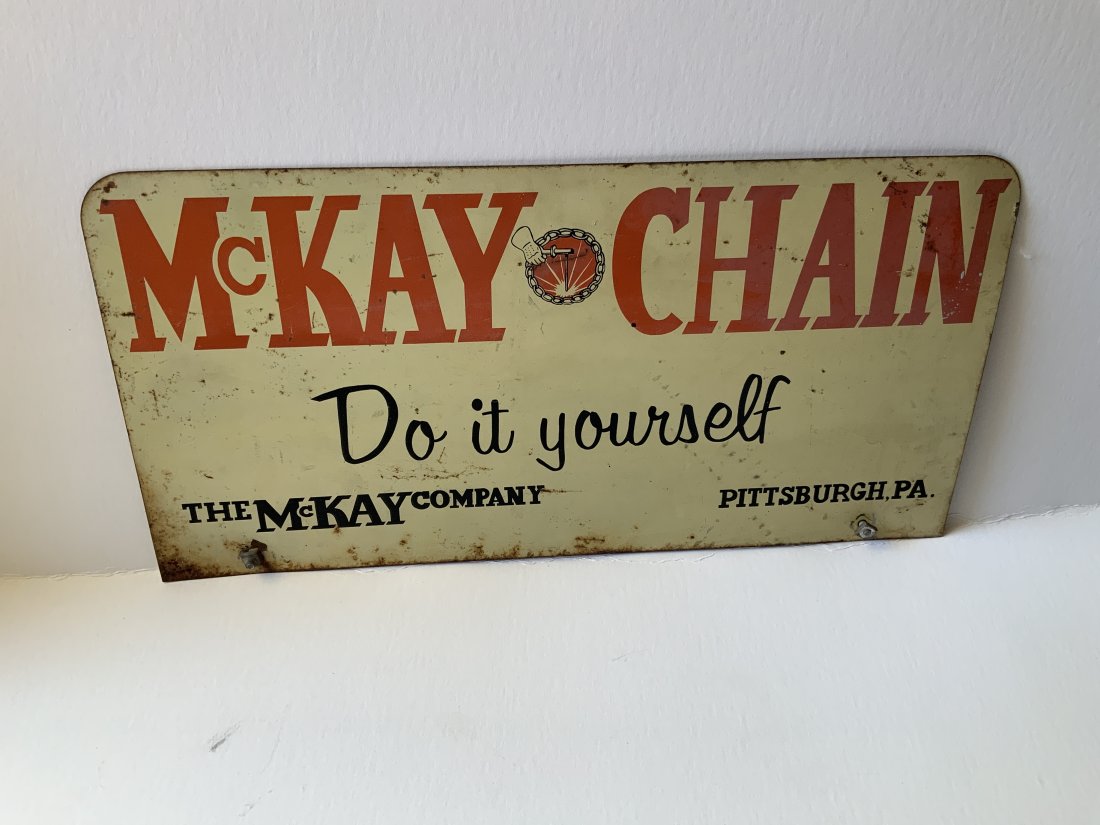 McKAY CHAIN
Do it yourself
THE McKAY COMPANY PITTSBURGH, PA.